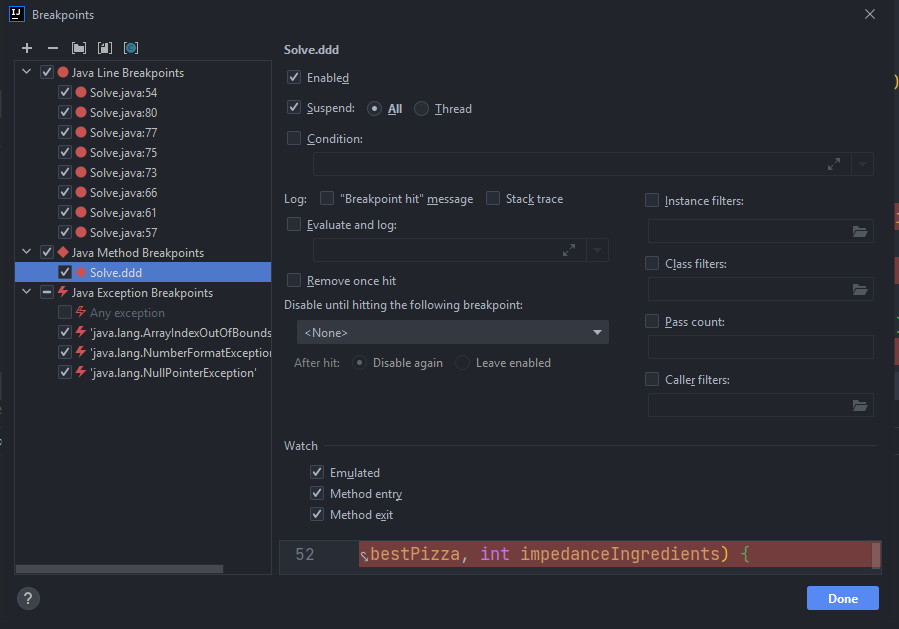 IJ Breakpoints
Java Line Breakpoints
Solve.java:54
Solve.java:80
Solve.java:77
Solve.java:75
Solve.java:73
Solve.java:66
Solve.java:61
Solve.java:57
Java Method Breakpoints
Solve.ddd
Java Exception Breakpoints
Any exception
'java.lang.ArrayIndexOutOfBounds
'java.lang.NumberFormatException
'java.lang.NullPointerException'
Solve.ddd
Enabled
Suspend: All Thread
Condition:
Log: "Breakpoint hit" message Stack trace
Evaluate and log:
Remove once hit
Disable until hitting the following breakpoint:
<None>
After hit: Disable again Leave enabled
Instance filters:
Class filters:
Pass count:
Caller filters:
Watch
Emulated
Method entry
Method exit
52 bestPizza, int impedanceIngredients) {
? Done